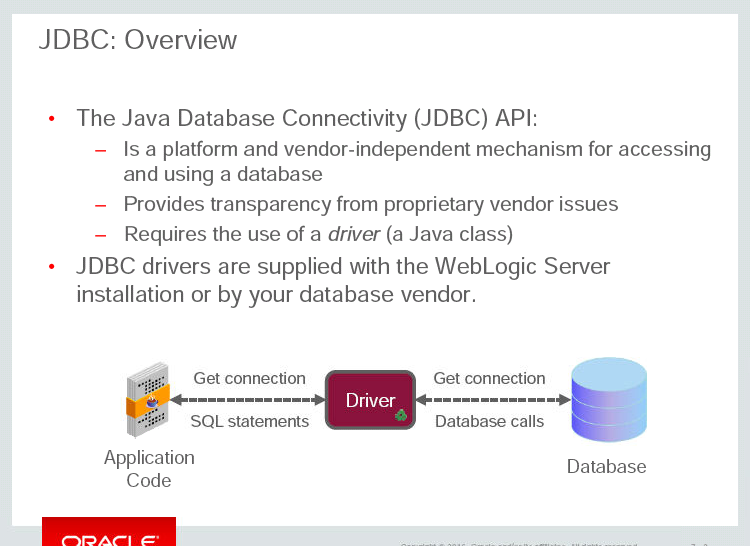 JDBC: Overview
• The Java Database Connectivity (JDBC) API:
– Is a platform and vendor-independent mechanism for accessing
and using a database
– Provides transparency from proprietary vendor issues
– Requires the use of a driver (a Java class)
• JDBC drivers are supplied with the WebLogic Server
installation or by your database vendor.
Get connection
SQL statements
Driver
Get connection
Database calls
Application
Code
Database
ORACLE